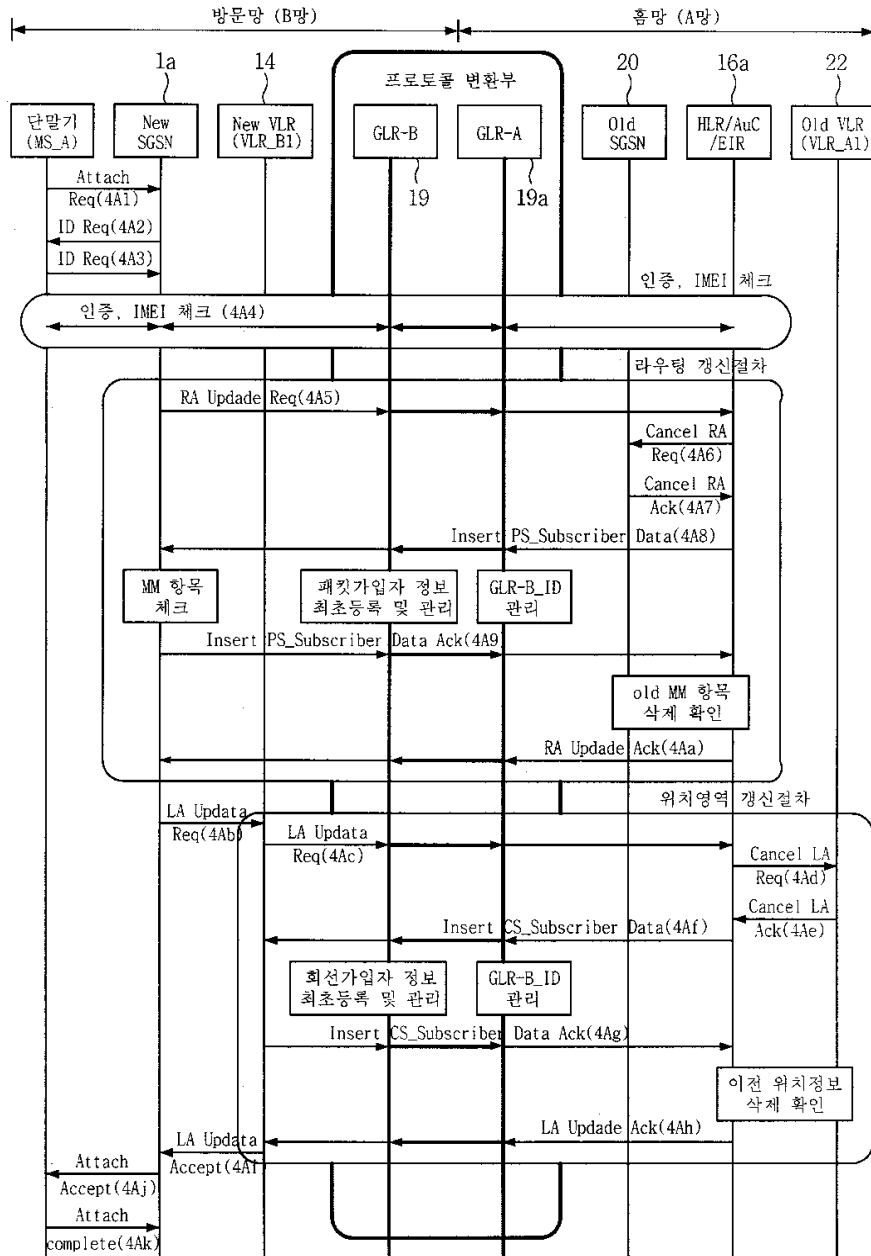 방문망 (B망)
홈망 (A망)
1a
14
프로토콜 변환부
20
16a
22
단말기
(MS_A)
New
SGSN
New VLR
(VLR_B1)
GLR-B
GLR-A
Old
SGSN
HLR/AuC
/EIR
Old VLR
(VLR_A1)
19
19a
Attach
Req(4A1)
ID Req(4A2)
ID Req(4A3)
인증, IMEI 체크
인증, IMEI 체크 (4A4)
라우팅 갱신절차
RA Updade Req(4A5)
Cancel RA
Req(4A6)
Cancel RA
Ack(4A7)
Insert PS_Subscriber Data(4A8)
MM 항목
체크
패킷가입자 정보
최초등록 및 관리
GLR-B_ID
관리
Insert PS_Subscriber Data Ack(4A9)
old MM 항목
삭제 확인
RA Updade Ack(4Aa)
위치영역 갱신절차
LA Updata
Req(4Ab)
LA Updata
Req(4Ac)
Cancel LA
Req(4Ad)
Cancel LA
Ack(4Ae)
Insert CS_Subscriber Data(4Af)
회선가입자 정보
최초등록 및 관리
GLR-B_ID
관리
Insert CS_Subscriber Data Ack(4Ag)
이전 위치정보
삭제 확인
LA Updade Ack(4Ah)
LA Updata
Accept(4Ai
Attach
Accept(4Aj)
Attach
complete(4Ak)